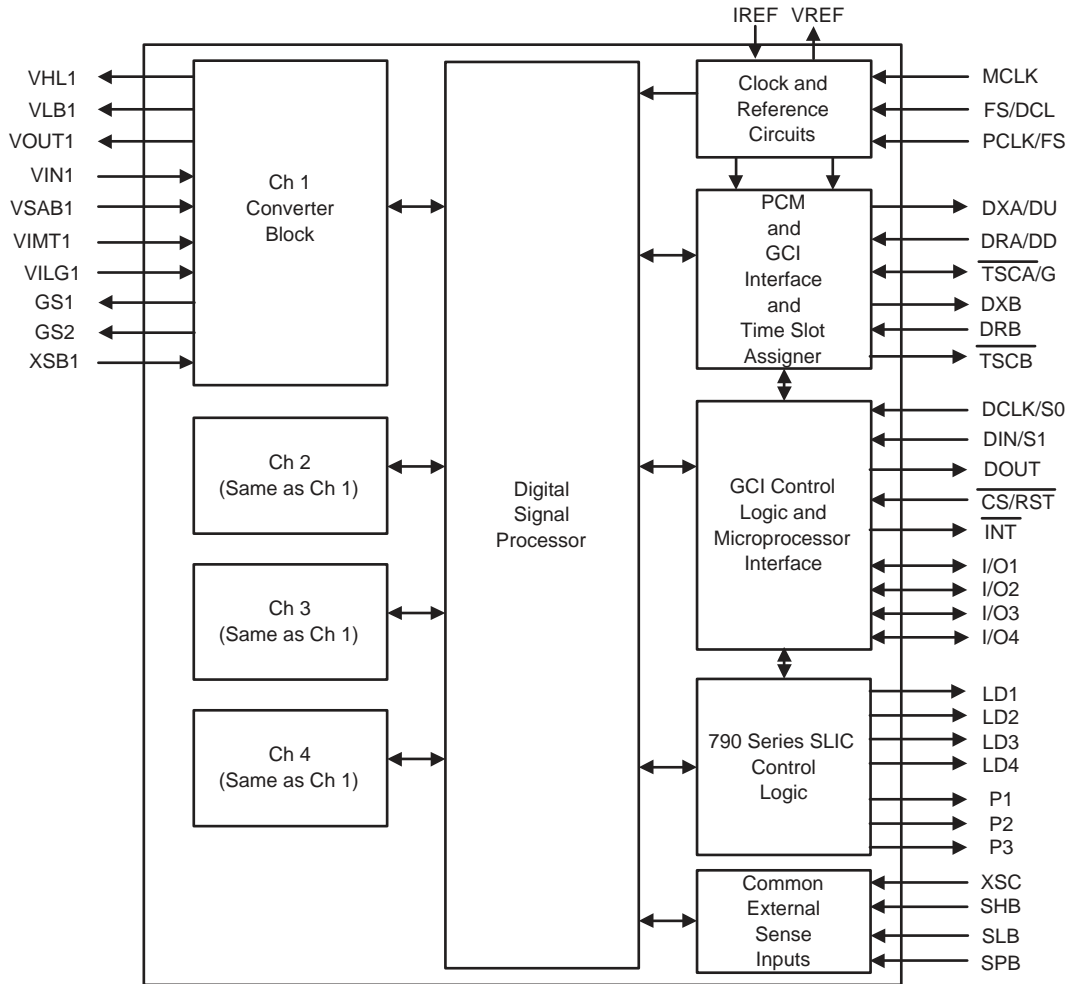 IREF VREF
VHL1
VLB1
VOUT1
VIN1
VSAB1
VIMT1
VILG1
GS1
GS2
XSB1
Ch 1
Converter
Block
Ch 2
(Same as Ch 1)
Ch 3
(Same as Ch 1)
Ch 4
(Same as Ch 1)
Digital
Signal
Processor
Clock and
Reference
Circuits
PCM
and
GCI
Interface
and
Time Slot
Assigner
GCI Control
Logic and
Microprocessor
Interface
790 Series SLIC
Control
Logic
Common
External
Sense
Inputs
MCLK
FS/DCL
PCLK/FS
DXA/DU
DRA/DD
TSCA/G
DXB
DRB
TSCB
DCLK/S0
DIN/S1
DOUT
CS/RST
INT
I/O1
I/O2
I/O3
I/O4
LD1
LD2
LD3
LD4
P1
P2
P3
XSC
SHB
SLB
SPB